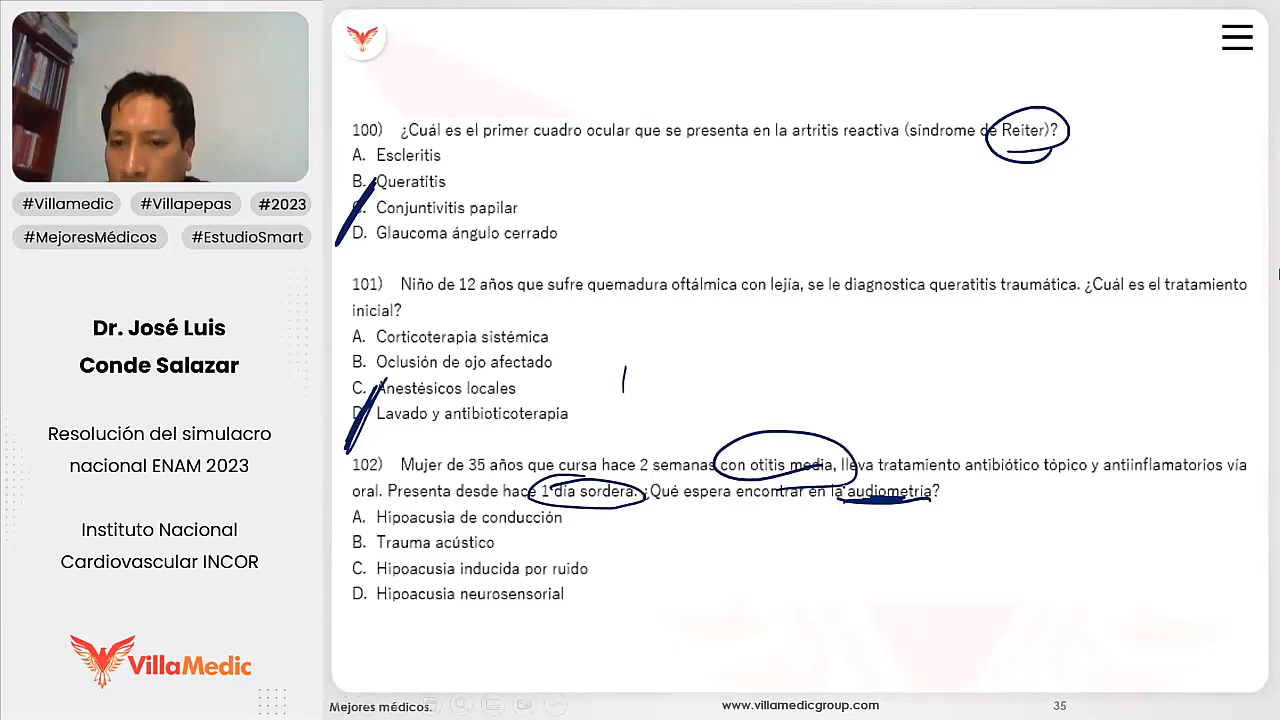 #Villamedic #Villapepas #2023
#MejoresMédicos #EstudioSmart
Dr. José Luis
Conde Salazar
Resolución del simulacro
nacional ENAM 2023
Instituto Nacional
Cardiovascular INCOR
VillaMedic
100) ¿Cuál es el primer cuadro ocular que se presenta en la artritis reactiva (síndrome de Reiter)?
A. Escleritis
B. Queratitis
C. Conjuntivitis papilar
D. Glaucoma ángulo cerrado
101) Niño de 12 años que sufre quemadura oftálmica con lejía, se le diagnostica queratitis traumática. ¿Cuál es el tratamiento
inicial?
A. Corticoterapia sistémica
B. Oclusión de ojo afectado
C. Anestésicos locales
D. Lavado y antibioticoterapia
102) Mujer de 35 años que cursa hace 2 semanas con otitis media, lleva tratamiento antibiótico tópico y antiinflamatorios vía
oral. Presenta desde hace 1 día sordera. ¿Qué espera encontrar en la audiometria?
A. Hipoacusia de conducción
B. Trauma acústico
C. Hipoacusia inducida por ruido
D. Hipoacusia neurosensorial
Mejores médicos. www.villamedicgroup.com 35